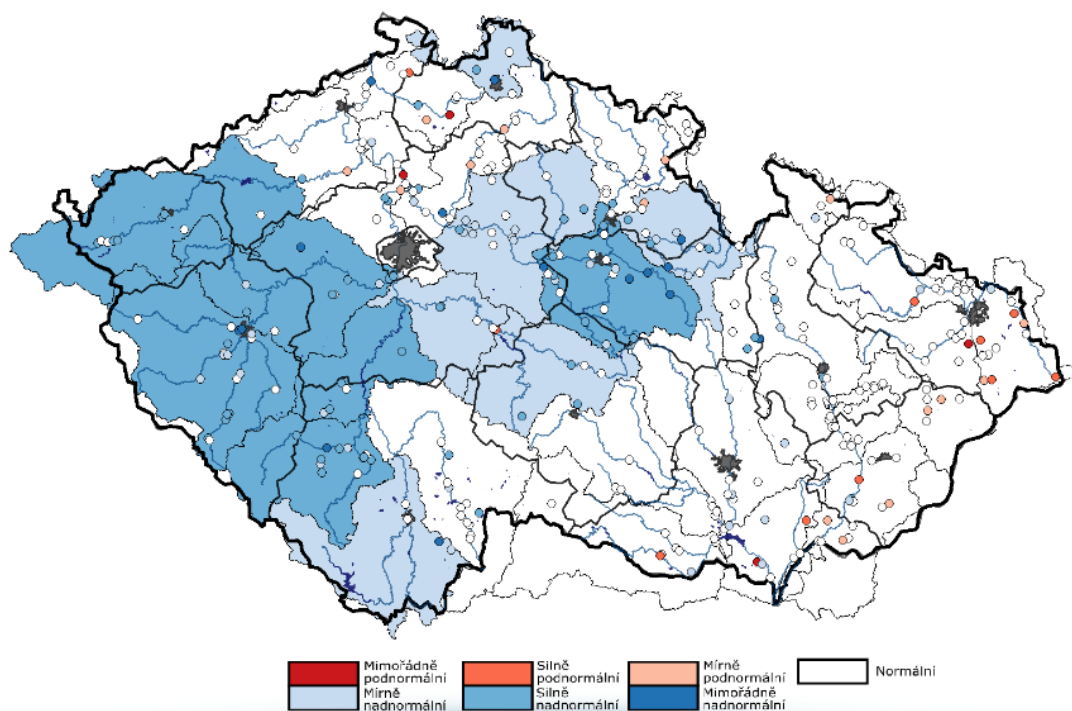 Mimořádně
podnormální
Silně
podnormální
Mírně
podnormální
Normální
Mírně
nadnormální
Silně
nadnormální
Mimořádně
nadnormální